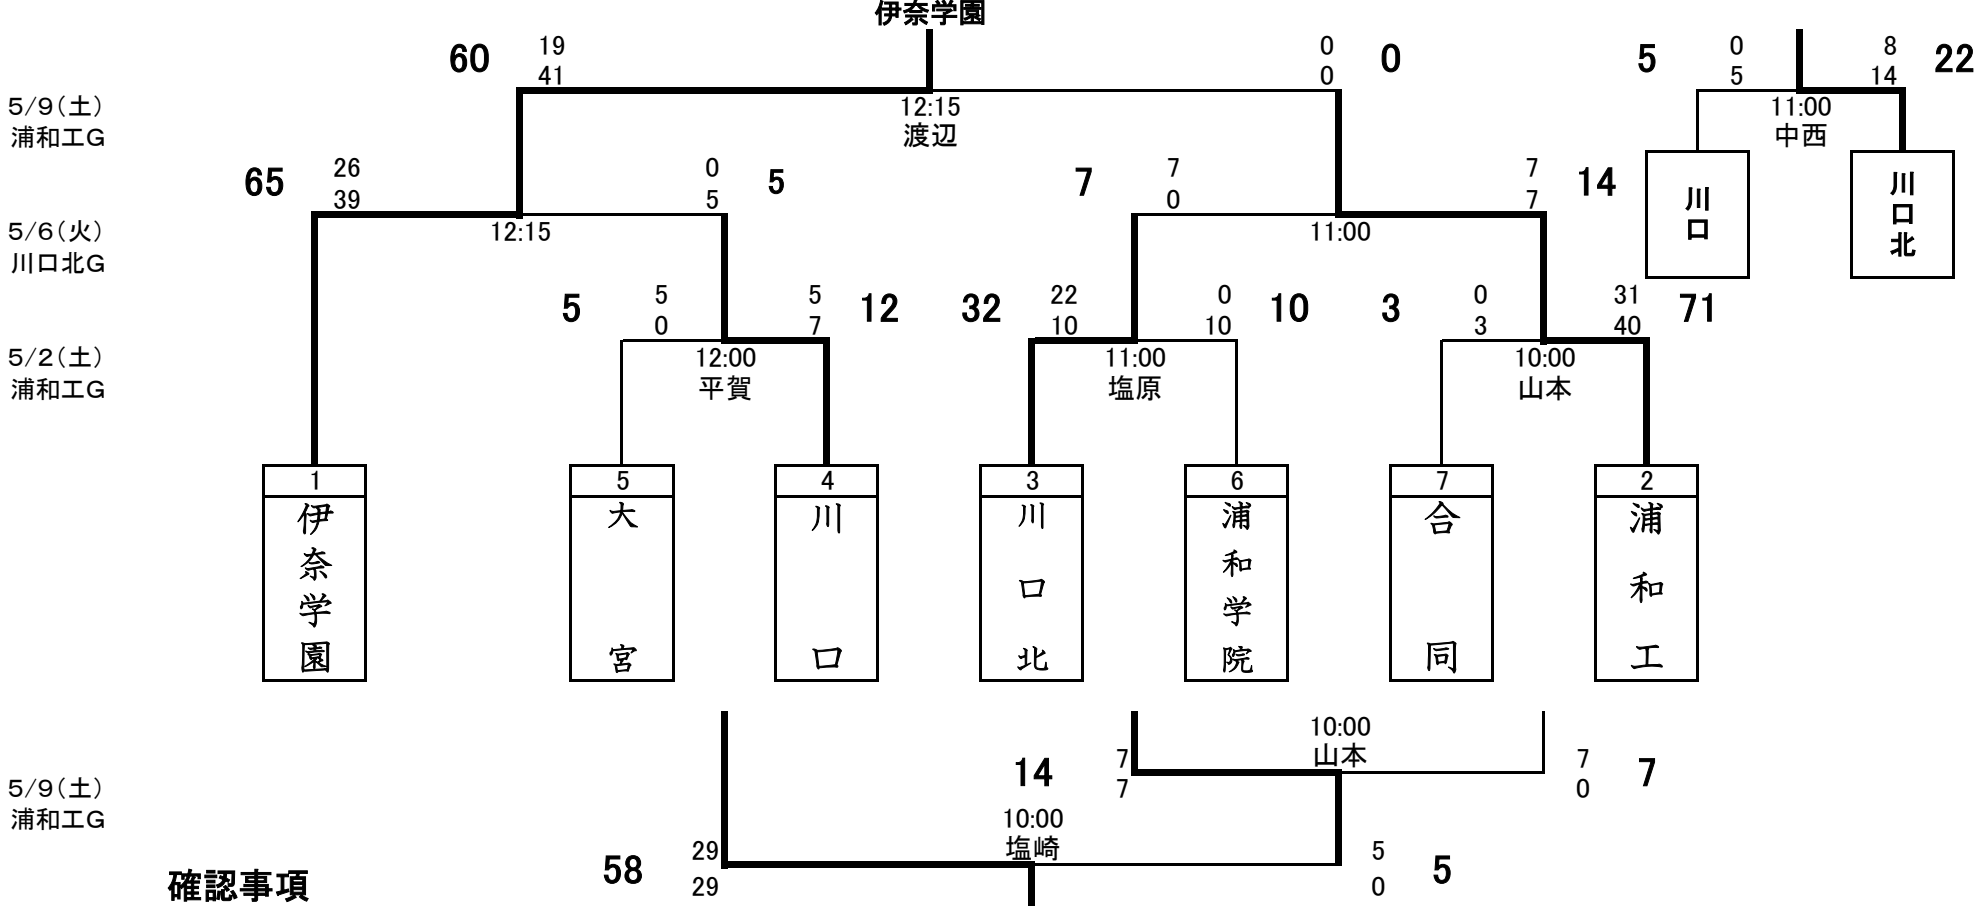 伊奈学園
60 19 0 0 5 0 8 22
41 0 5 14
5/9(土) 12:15 11:00
浦和工G 渡辺 中西
65 26 0 5 7 7 7 14 川口 川口北
39 5 0 7
5/6(火) 12:15 11:00
川口北G
5 5 5 12 32 22 0 10 3 0 31 71
0 7 10 10 3 40
5/2(土) 12:00 11:00 10:00
浦和工G 平賀 塩原 山本
1 5 4 3 6 7 2
伊奈学園 大宮 川口 川口北 浦和学院 合同 浦和工
10:00
山本
14 7 7 7
5/9(土) 7 0
浦和工G 10:00
塩崎
58 29 5 5
確認事項 29 0